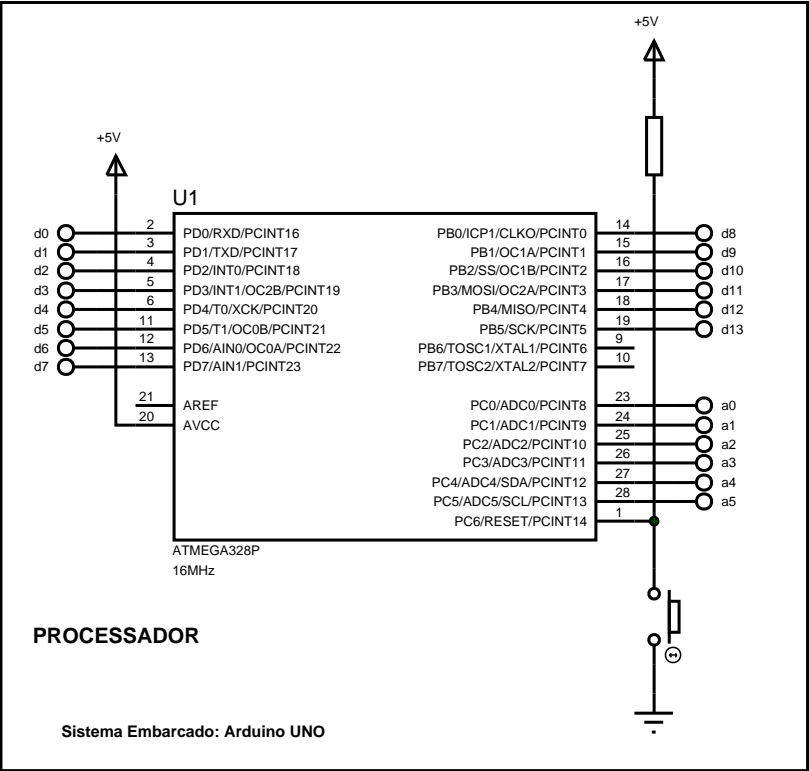 +5V
+5V
U1
d0 2 PD0/RXD/PCINT16 PB0/ICP1/CLKO/PCINT0 14 d8
d1 3 PD1/TXD/PCINT17 PB1/OC1A/PCINT1 15 d9
d2 4 PD2/INT0/PCINT18 PB2/SS/OC1B/PCINT2 16 d10
d3 5 PD3/INT1/OC2B/PCINT19 PB3/MOSI/OC2A/PCINT3 17 d11
d4 6 PD4/T0/XCK/PCINT20 PB4/MISO/PCINT4 18 d12
d5 11 PD5/T1/OC0B/PCINT21 PB5/SCK/PCINT5 19 d13
d6 12 PD6/AIN0/OC0A/PCINT22 PB6/TOSC1/XTAL1/PCINT6 9
d7 13 PD7/AIN1/PCINT23 PB7/TOSC2/XTAL2/PCINT7 10
21 AREF PC0/ADC0/PCINT8 23 a0
20 AVCC PC1/ADC1/PCINT9 24 a1
PC2/ADC2/PCINT10 25 a2
PC3/ADC3/PCINT11 26 a3
PC4/ADC4/SDA/PCINT12 27 a4
PC5/ADC5/SCL/PCINT13 28 a5
PC6/RESET/PCINT14 1
ATMEGA328P
16MHz
PROCESSADOR
Sistema Embarcado: Arduino UNO